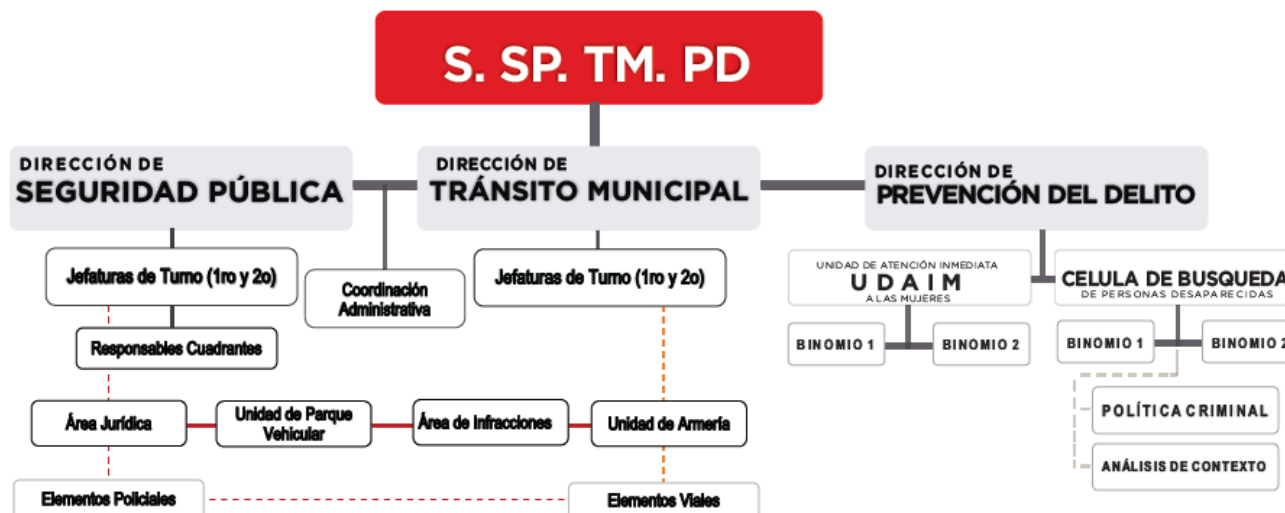 S. SP. TM. PD
DIRECCIÓN DE
SEGURIDAD PÚBLICA
DIRECCIÓN DE
TRÁNSITO MUNICIPAL
DIRECCIÓN DE
PREVENCIÓN DEL DELITO
Jefaturas de Turno (1ro y 2o)
Coordinación
Administrativa
Jefaturas de Turno (1ro y 2o)
UNIDAD DE ATENCIÓN INMEDIATA
UDAIM
A LAS MUJERES
CELULA DE BUSQUEDA
DE PERSONAS DESAPARECIDAS
Responsables Cuadrantes
BINOMIO 1
BINOMIO 2
BINOMIO 1
BINOMIO 2
Área Jurídica
Unidad de Parque
Vehicular
Área de Infracciones
Unidad de Armería
POLÍTICA CRIMINAL
ANÁLISIS DE CONTEXTO
Elementos Policiales
Elementos Viales